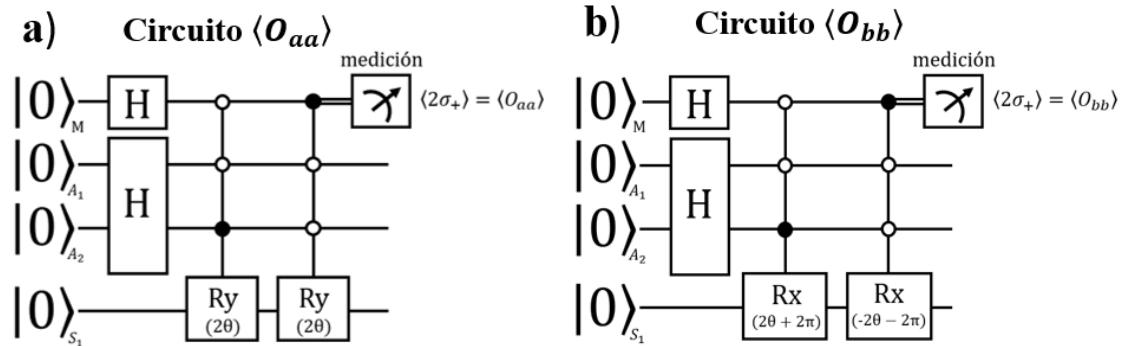 a) Circuito ⟨O_aa⟩
medición
|0⟩_M H ⟨2σ₊⟩ = ⟨O_aa⟩
|0⟩_A₁
H
|0⟩_A₂
|0⟩_S₁ Ry (2θ) Ry (2θ)
b) Circuito ⟨O_bb⟩
medición
|0⟩_M H ⟨2σ₊⟩ = ⟨O_bb⟩
|0⟩_A₁
H
|0⟩_A₂
|0⟩_S₁ Rx (2θ + 2π) Rx (-2θ − 2π)